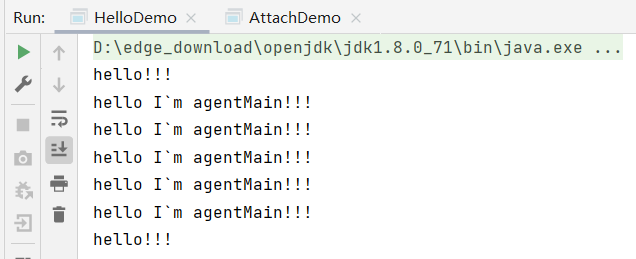 Run: HelloDemo AttachDemo
D:\edge_download\openjdk\jdk1.8.0_71\bin\java.exe ...
hello!!!
hello I`m agentMain!!!
hello I`m agentMain!!!
hello I`m agentMain!!!
hello I`m agentMain!!!
hello I`m agentMain!!!
hello!!!